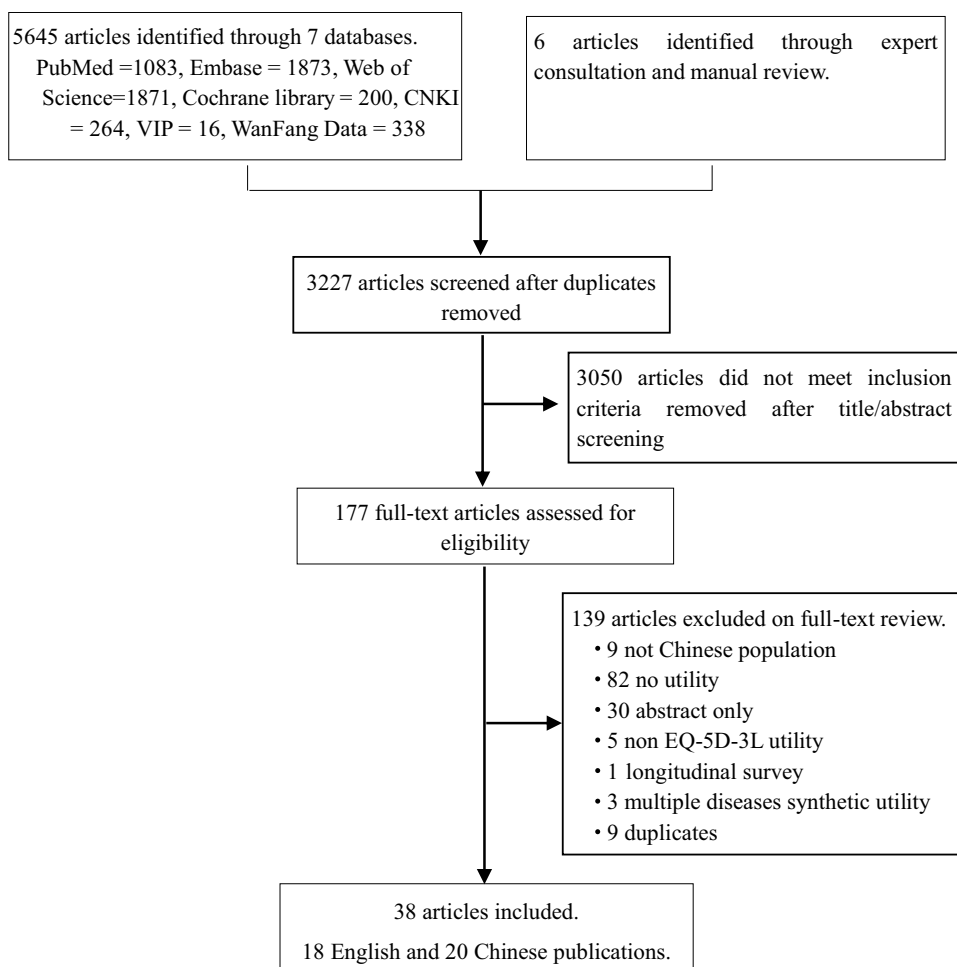 5645 articles identified through 7 databases.
PubMed =1083, Embase = 1873, Web of
Science=1871, Cochrane library = 200, CNKI
= 264, VIP = 16, WanFang Data = 338
6 articles identified through expert
consultation and manual review.
3227 articles screened after duplicates
removed
3050 articles did not meet inclusion
criteria removed after title/abstract
screening
177 full-text articles assessed for
eligibility
139 articles excluded on full-text review.
• 9 not Chinese population
• 82 no utility
• 30 abstract only
• 5 non EQ-5D-3L utility
• 1 longitudinal survey
• 3 multiple diseases synthetic utility
• 9 duplicates
38 articles included.
18 English and 20 Chinese publications.